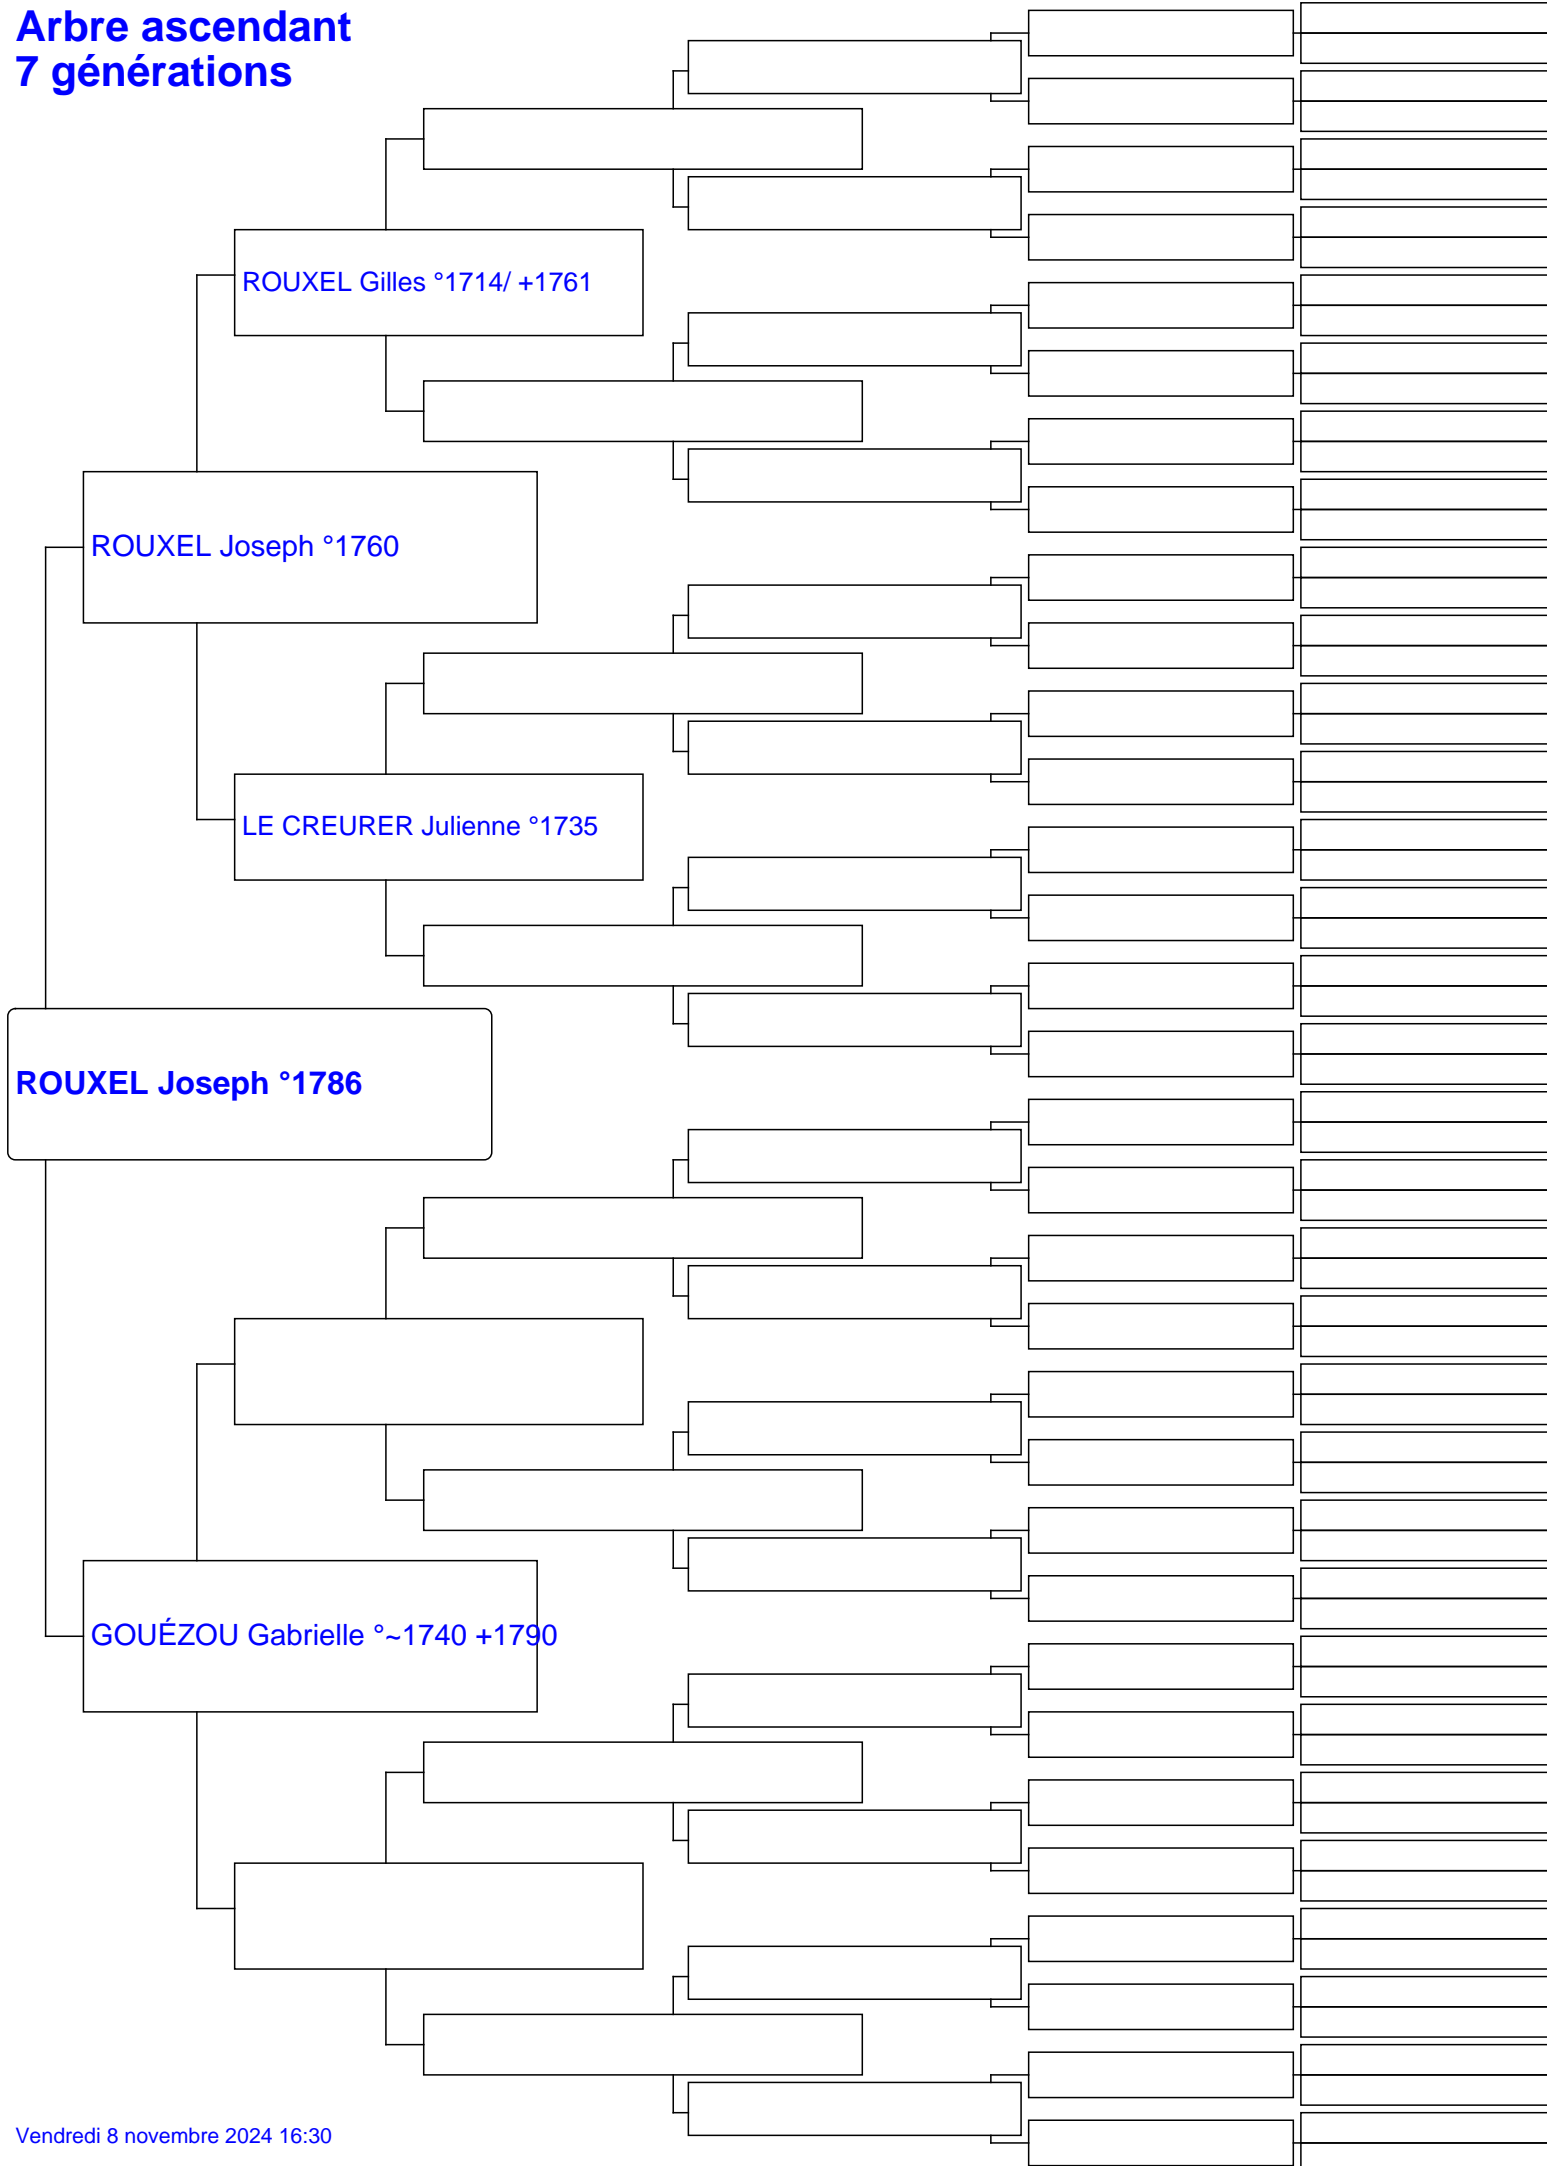 Arbre ascendant
7 générations
ROUXEL Gilles °1714/ +1761
ROUXEL Joseph °1760
LE CREURER Julienne °1735
ROUXEL Joseph °1786
GOUÉZOU Gabrielle °~1740 +1790
Vendredi 8 novembre 2024 16:30